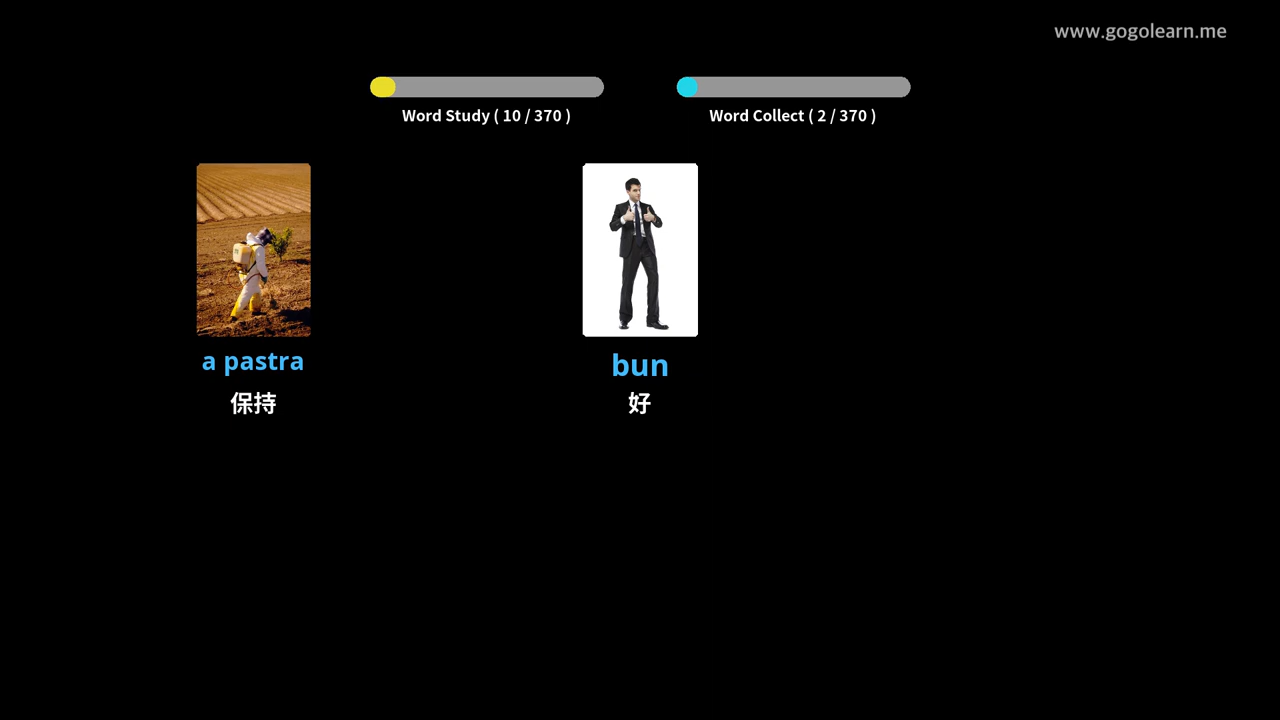 www.gogolearn.me
Word Study ( 10 / 370 )
Word Collect ( 2 / 370 )
a pastra
保持
bun
好